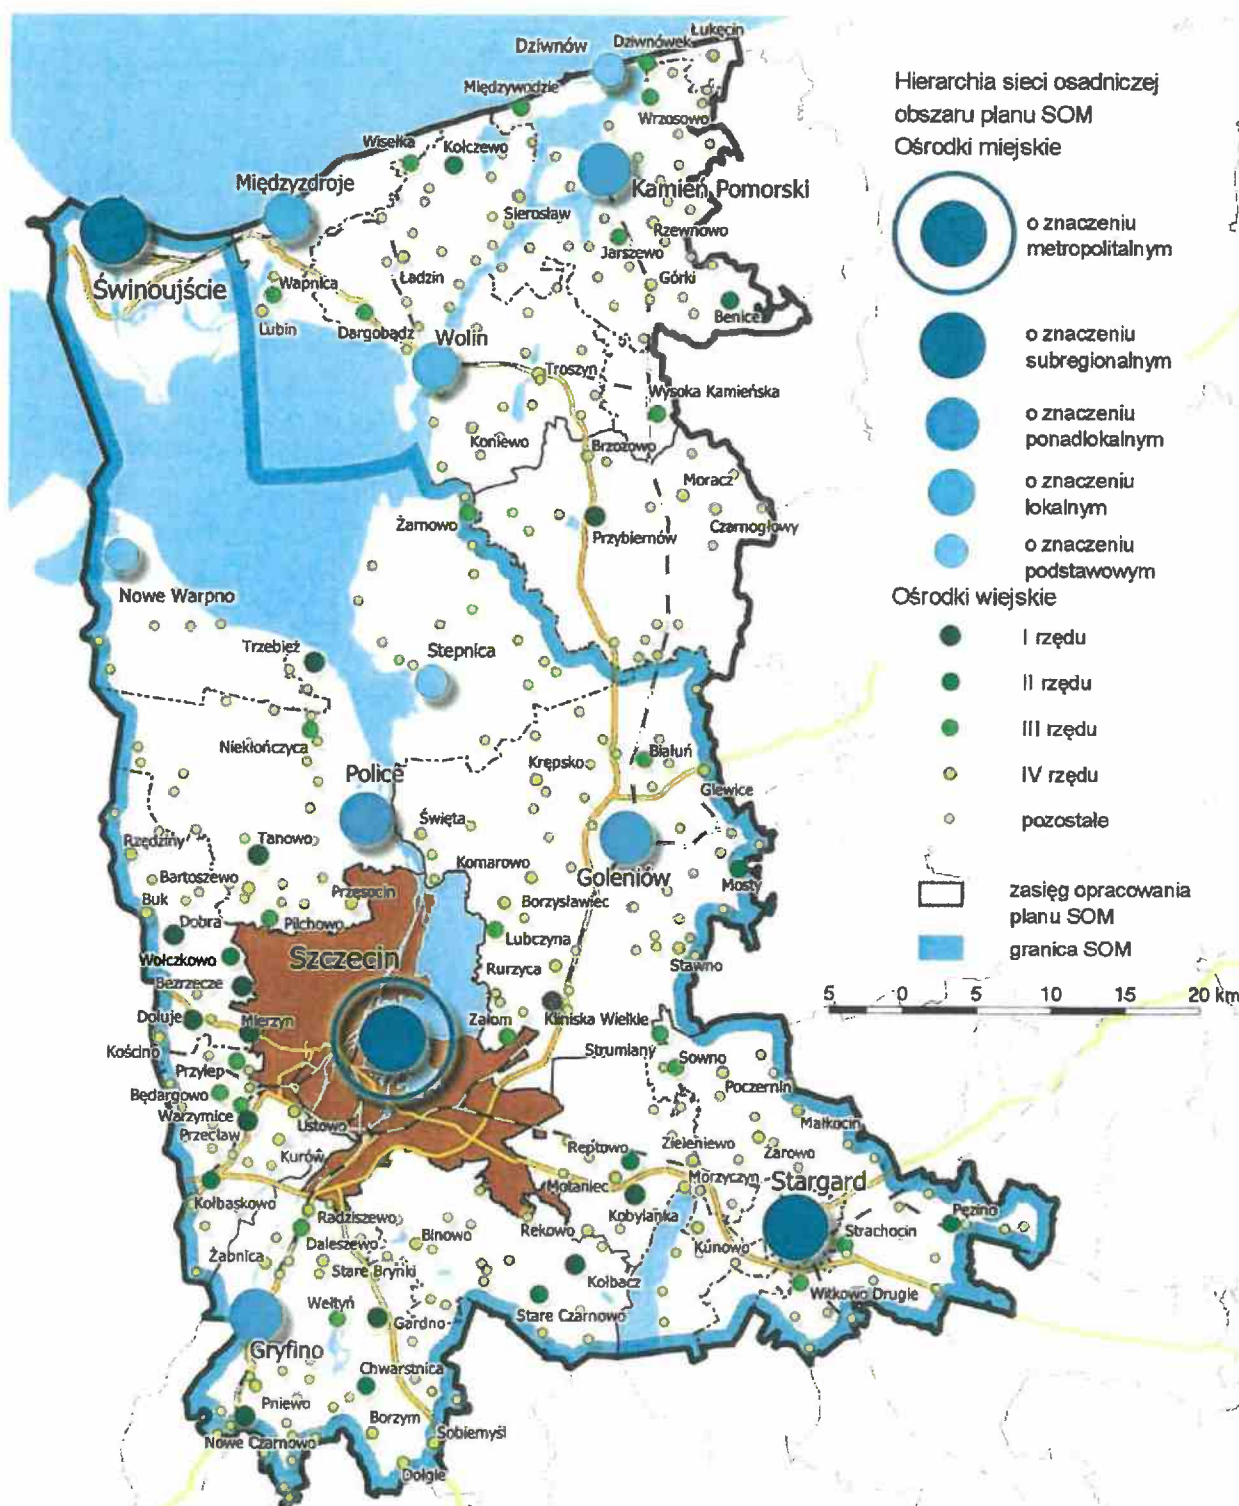 Łukęcin
Dziwnówek
Dziwnów
Międzywodzie
Wrzosowo
Wisełka
Kołczewo
Międzyzdroje
Kamień Pomorski
Sierosław
Rzewnowo
Jarszewo
Świnoujście
Wapnica
Ładzin
Górki
Lubin
Dargobądz
Benice
Wolin
Troszyn
Wysoka Kamieńska
Koniewo
Brzozowo
Moracz
Żarnowo
Przybiernów
Czarnogłowy
Nowe Warpno
Trzebież
Stepnica
Niekłończyca
Krępsko
Białuń
Police
Glewice
Święta
Rzędziny
Tanowo
Komarowo
Goleniów
Bartoszewo
Przęsocin
Mosty
Buk
Borzysławiec
Dobra
Pilchowo
Lubczyna
Wołczkowo
Szczecin
Rurzyca
Stawno
Bezrzecze
Dołuje
Mierzyn
Załom
Kliniska Wielkie
Kościno
Strumiany
Sowno
Przylep
Poczernin
Będargowo
Warzymice
Ustowo
Małkocin
Przecław
Reptowo
Zieleniewo
Żarowo
Kurów
Motaniec
Morzyczyn
Stargard
Kołbaskowo
Radziszewo
Kobylanka
Pęzino
Binowo
Rekowo
Strachocin
Żabnica
Daleszewo
Kunowo
Stare Brynki
Kołbacz
Wełtyń
Gardno
Stare Czarnowo
Witkowo Drugie
Gryfino
Chwarstnica
Pniewo
Borzym
Nowe Czarnowo
Sobiemyśl
Dołgie
Hierarchia sieci osadniczej
obszaru planu SOM
Ośrodki miejskie
o znaczeniu
metropolitalnym
o znaczeniu
subregionalnym
o znaczeniu
ponadlokalnym
o znaczeniu
lokalnym
o znaczeniu
podstawowym
Ośrodki wiejskie
I rzędu
II rzędu
III rzędu
IV rzędu
pozostałe
zasięg opracowania
planu SOM
granica SOM
5 0 5 10 15 20 km